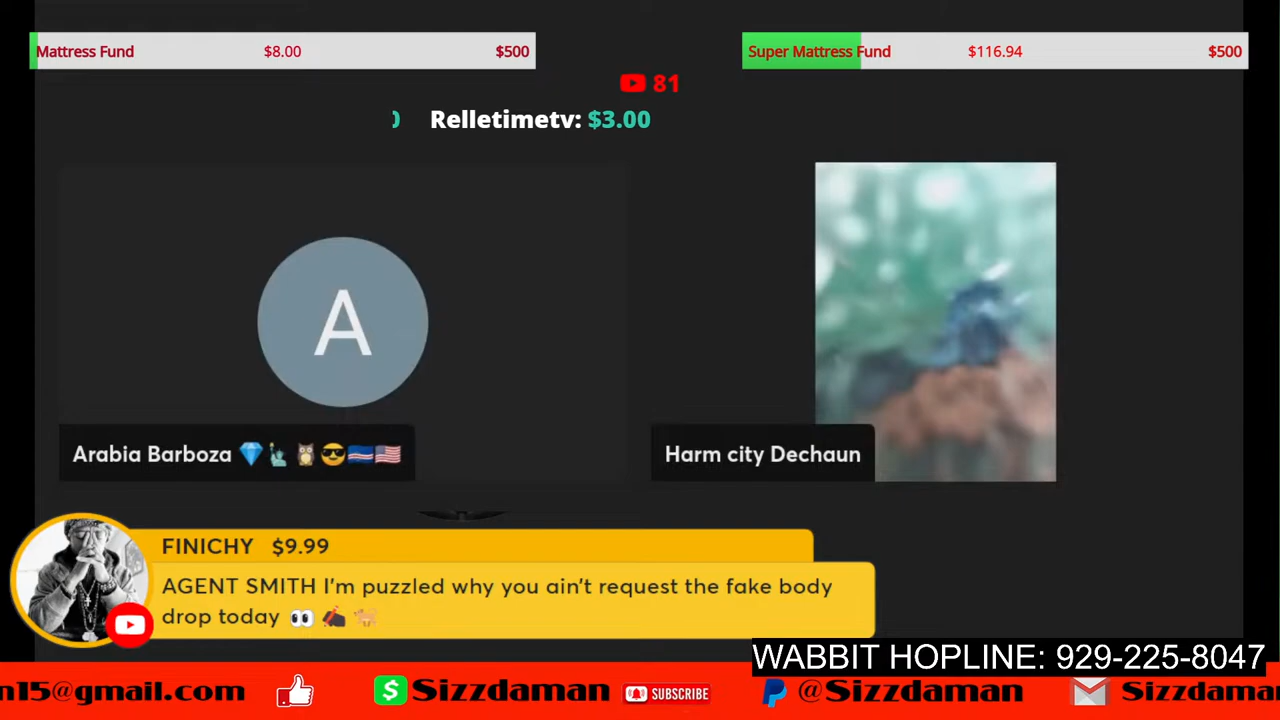 Mattress Fund $8.00 $500
Super Mattress Fund $116.94 $500
81
Relletimetv: $3.00
A
Arabia Barboza 💎🗽🦉😎🇨🇻🇺🇸
Harm city Dechaun
FINICHY $9.99
AGENT SMITH I'm puzzled why you ain't request the fake body
drop today 👀
WABBIT HOPLINE: 929-225-8047
n15@gmail.com $ Sizzdaman SUBSCRIBE @Sizzdaman Sizzdaman